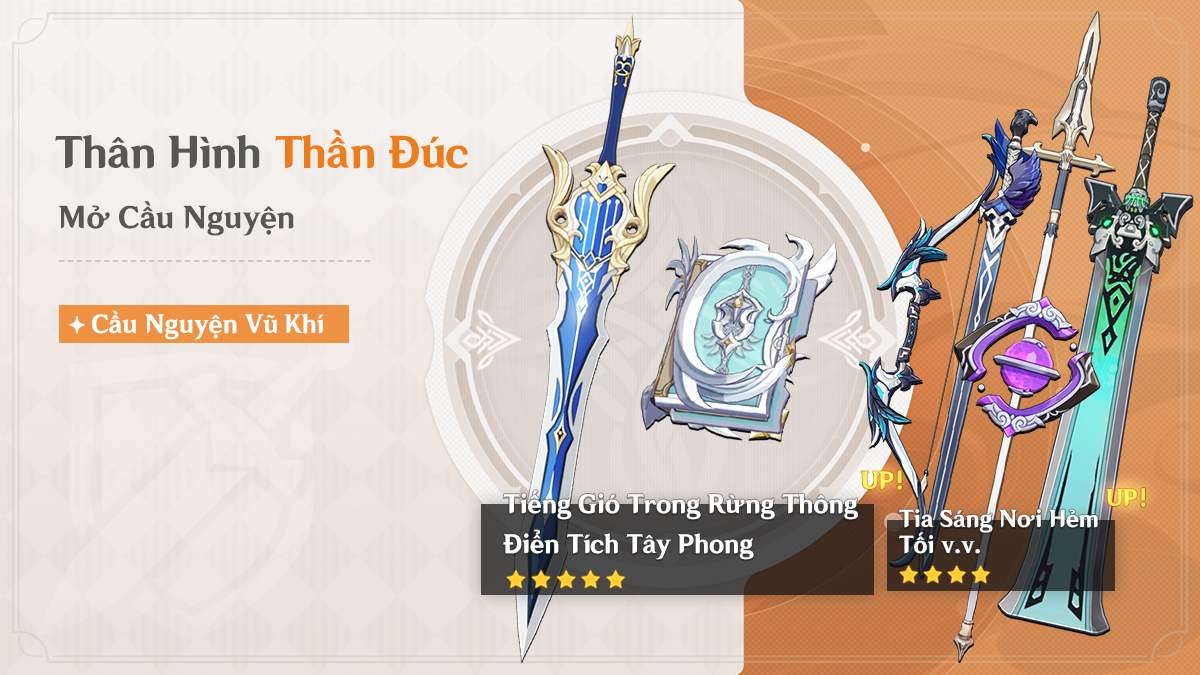 Thân Hình Thần Đúc
Mở Cầu Nguyện
Cầu Nguyện Vũ Khí
UP!
Tiếng Gió Trong Rừng Thông
Điển Tích Tây Phong
UP!
Tia Sáng Nơi Hẻm
Tối v.v.